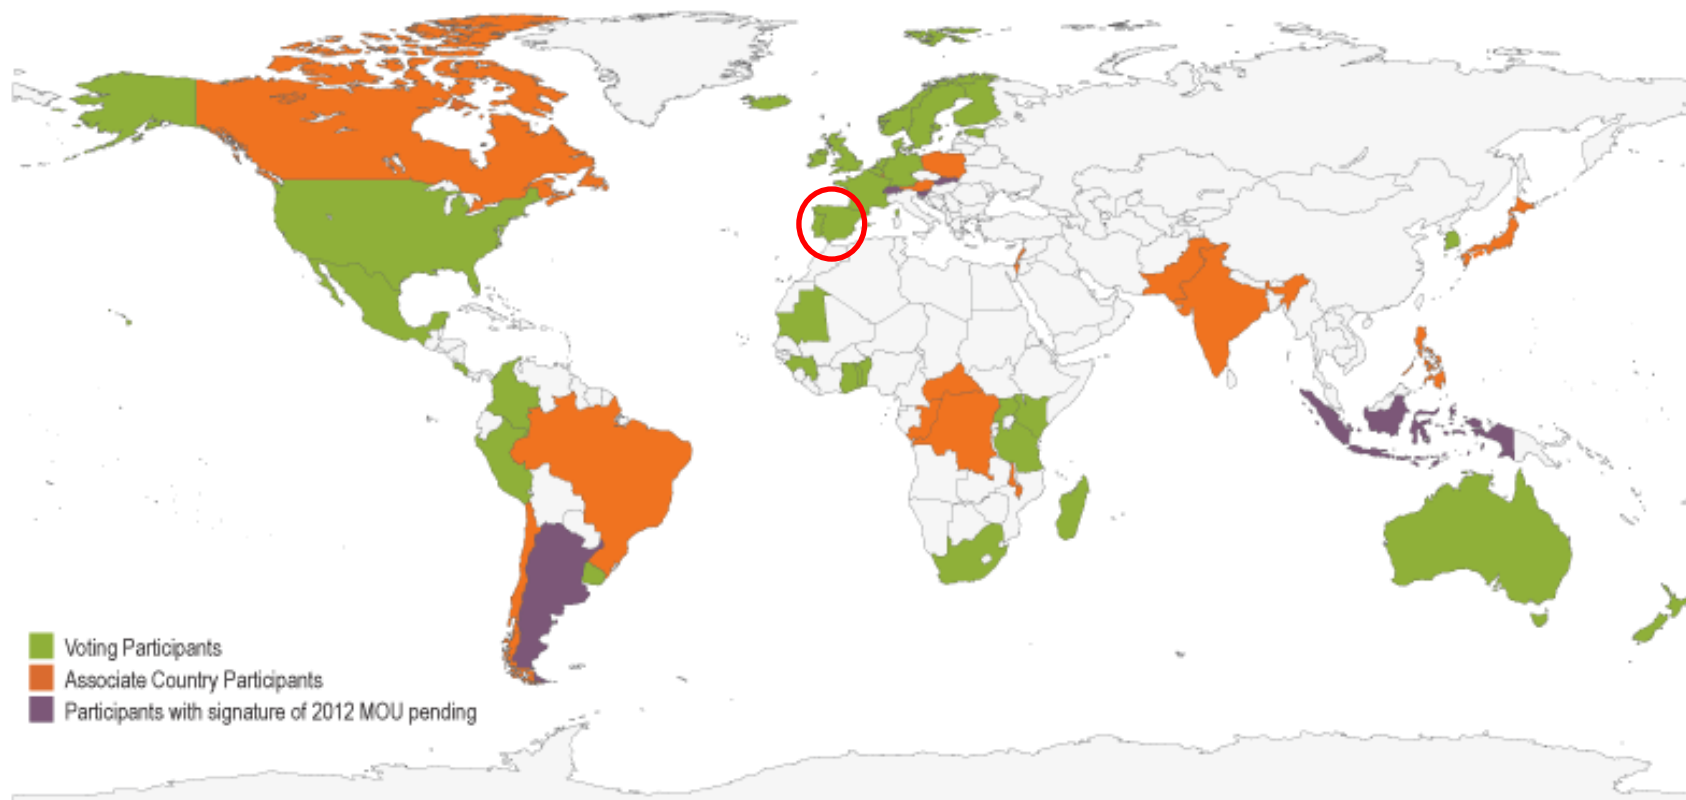 Voting Participants
Associate Country Participants
Participants with signature of 2012 MOU pending